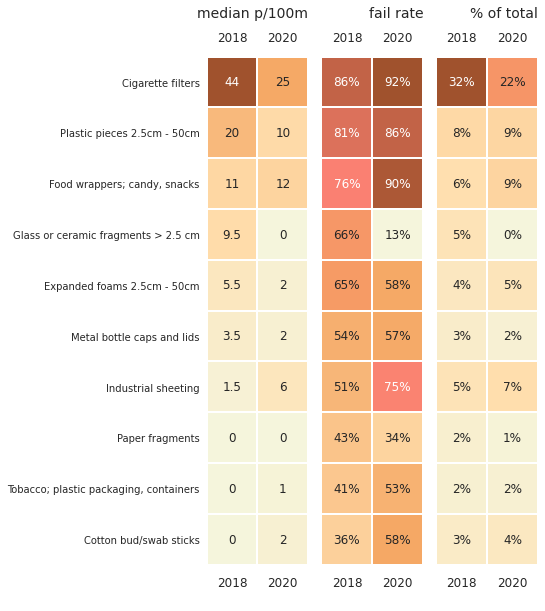 median p/100m fail rate % of total
2018 2020 2018 2020 2018 2020
Cigarette filters 44 25 86% 92% 32% 22%
Plastic pieces 2.5cm - 50cm 20 10 81% 86% 8% 9%
Food wrappers; candy, snacks 11 12 76% 90% 6% 9%
Glass or ceramic fragments > 2.5 cm 9.5 0 66% 13% 5% 0%
Expanded foams 2.5cm - 50cm 5.5 2 65% 58% 4% 5%
Metal bottle caps and lids 3.5 2 54% 57% 3% 2%
Industrial sheeting 1.5 6 51% 75% 5% 7%
Paper fragments 0 0 43% 34% 2% 1%
Tobacco; plastic packaging, containers 0 1 41% 53% 2% 2%
Cotton bud/swab sticks 0 2 36% 58% 3% 4%
2018 2020 2018 2020 2018 2020